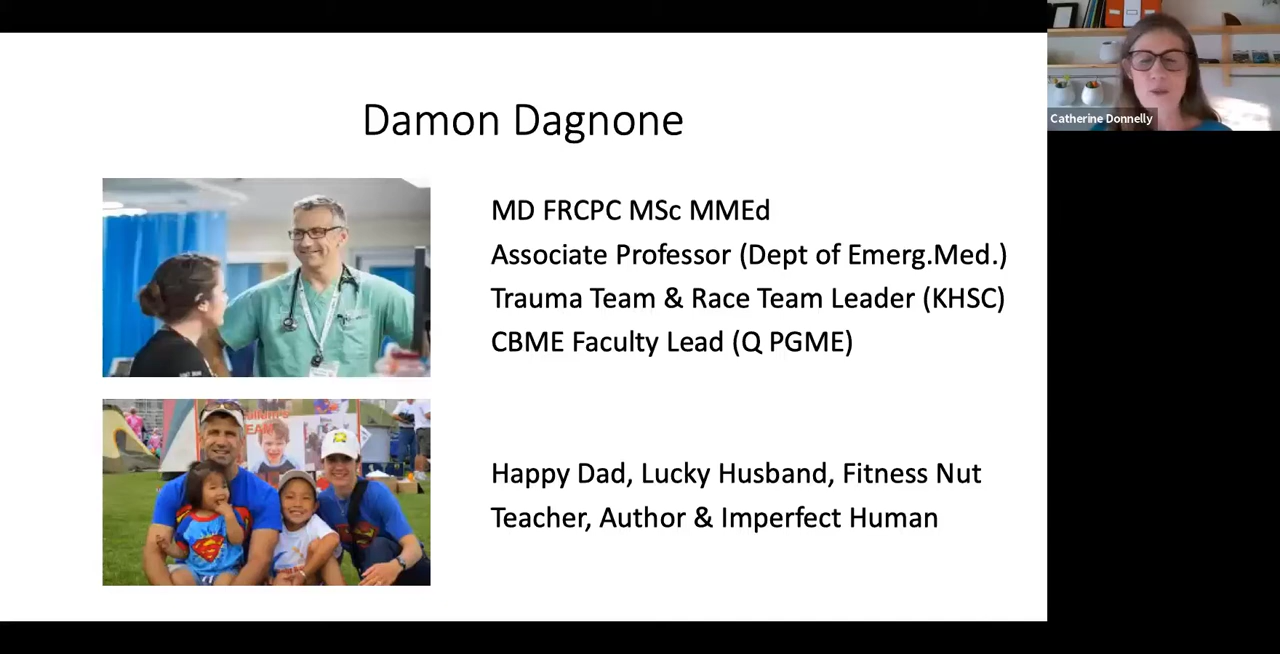 Damon Dagnone
MD FRCPC MSc MMEd
Associate Professor (Dept of Emerg.Med.)
Trauma Team & Race Team Leader (KHSC)
CBME Faculty Lead (Q PGME)
Happy Dad, Lucky Husband, Fitness Nut
Teacher, Author & Imperfect Human
Catherine Donnelly